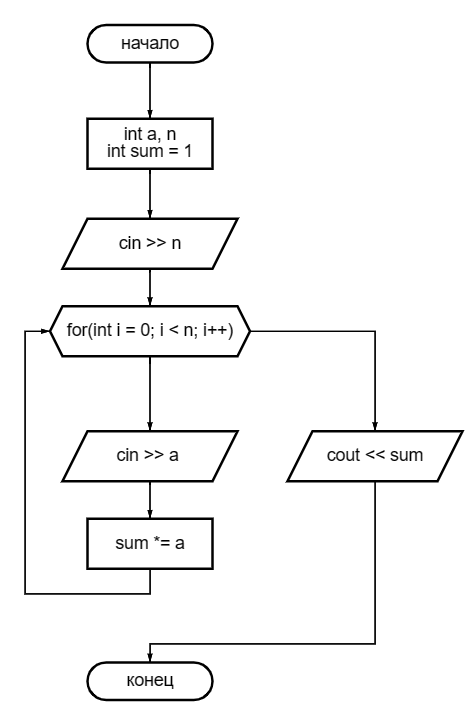 начало
int a, n
int sum = 1
cin >> n
for(int i = 0; i < n; i++)
cin >> a
cout << sum
sum *= a
конец